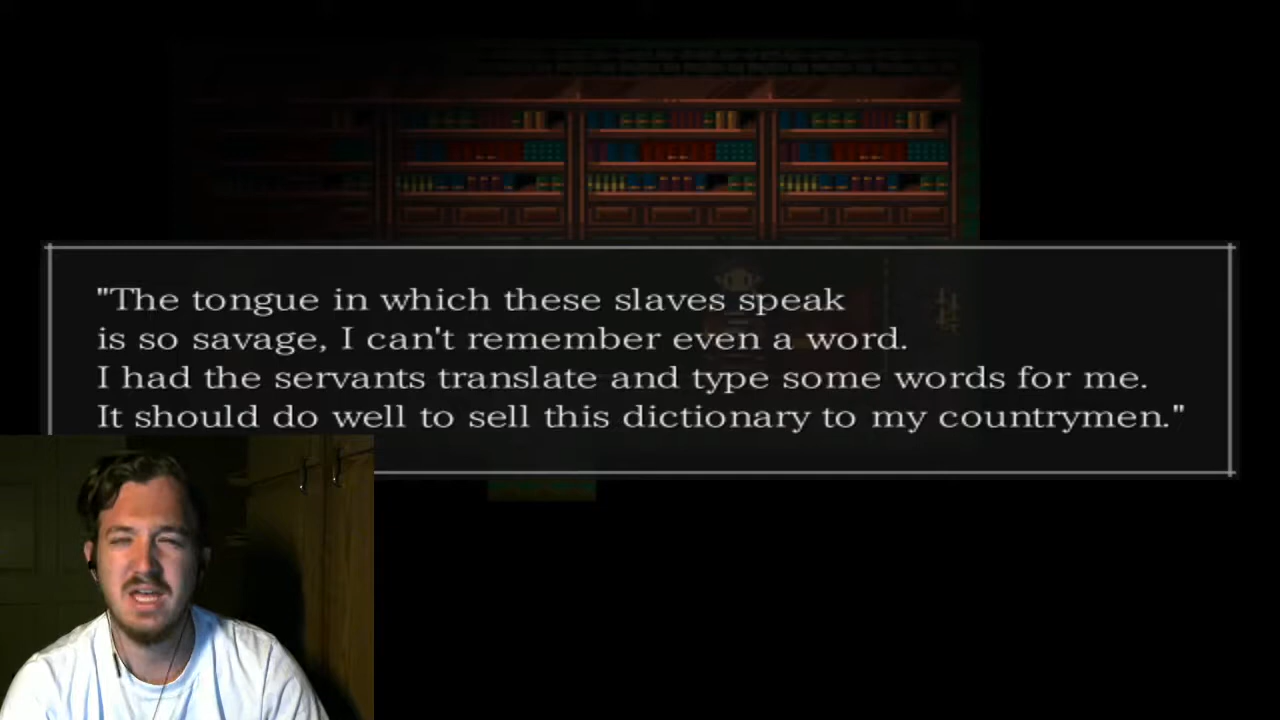 "The tongue in which these slaves speak
is so savage, I can't remember even a word.
I had the servants translate and type some words for me.
It should do well to sell this dictionary to my countrymen."